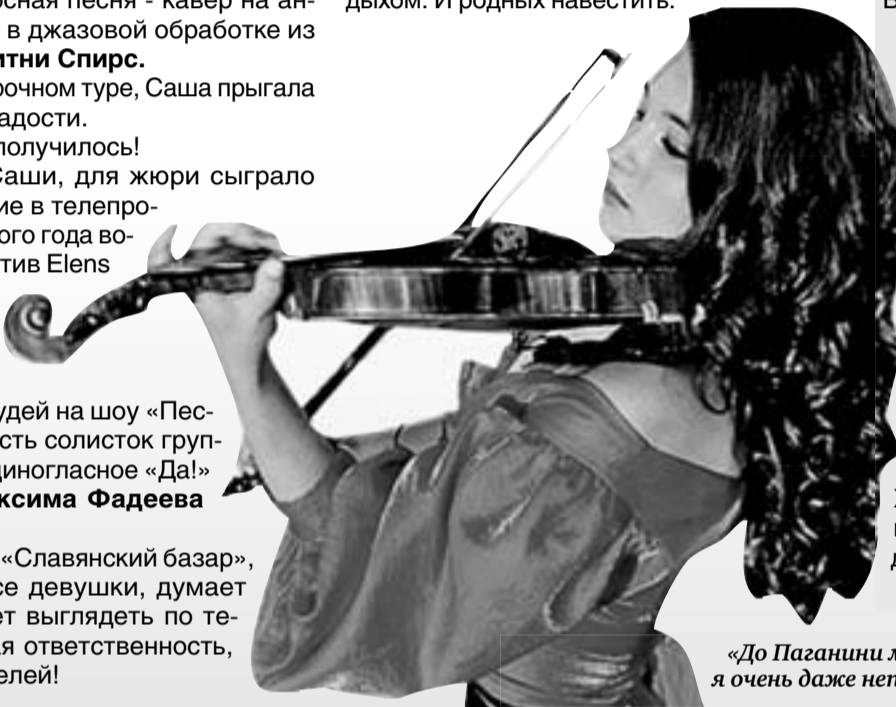 сная песня - кавер на ан-
в джазовой обработке из
тни Спирс.
рочном туре, Саша прыгала
адости.
получилось!
Саши, для жюри сыграло
ие в телепро-
ого года во-
тив Elens
удей на шоу «Пес-
сть солисток груп-
диногласное «Да!»
ксима Фадеева
«Славянский базар»,
се девушки, думает
ет выглядеть по те-
я ответственность,
елей!
дыхом. И родных навестить.
«До Паганини м
я очень даже неп